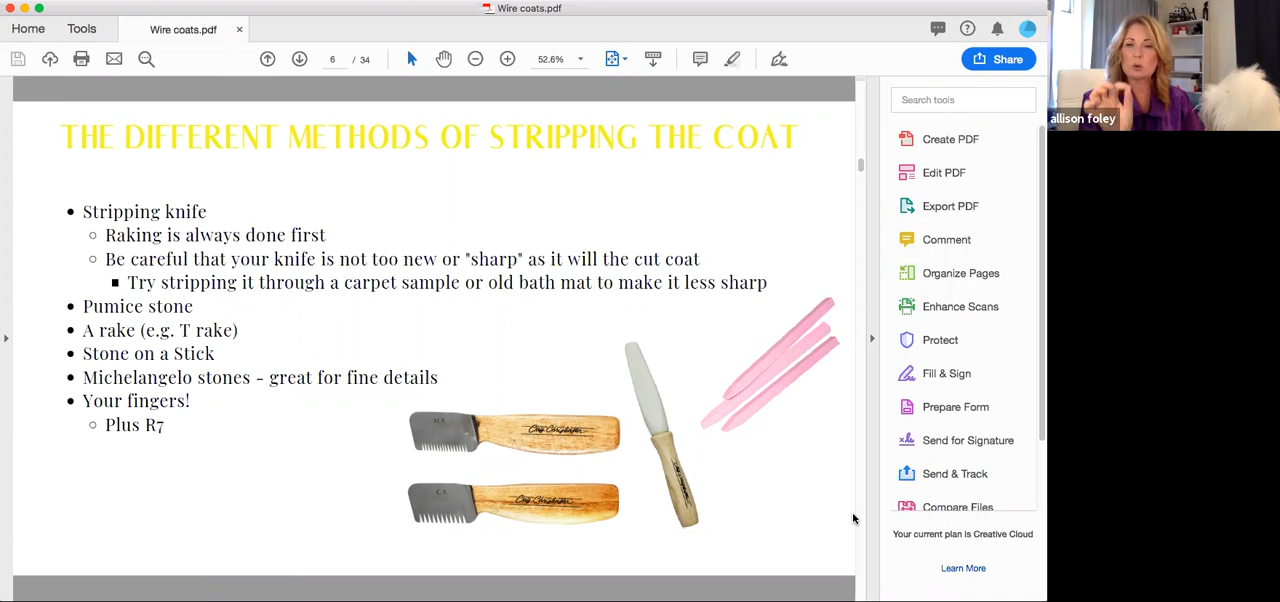 Wire coats.pdf
Home
Tools
Wire coats.pdf ×
6 / 34
52.6%
Share
allison foley
THE DIFFERENT METHODS OF STRIPPING THE COAT
Stripping knife
Raking is always done first
Be careful that your knife is not too new or "sharp" as it will the cut coat
Try stripping it through a carpet sample or old bath mat to make it less sharp
Pumice stone
A rake (e.g. T rake)
Stone on a Stick
Michelangelo stones - great for fine details
Your fingers!
Plus R7
Chris Christensen
Chris Christensen
Search tools
Create PDF
Edit PDF
Export PDF
Comment
Organize Pages
Enhance Scans
Protect
Fill & Sign
Prepare Form
Send for Signature
Send & Track
Compare Files
Your current plan is Creative Cloud
Learn More